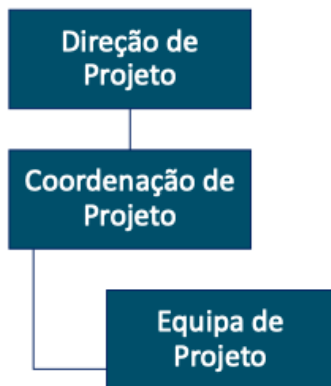 Direção de
Projeto
Coordenação de
Projeto
Equipa de
Projeto